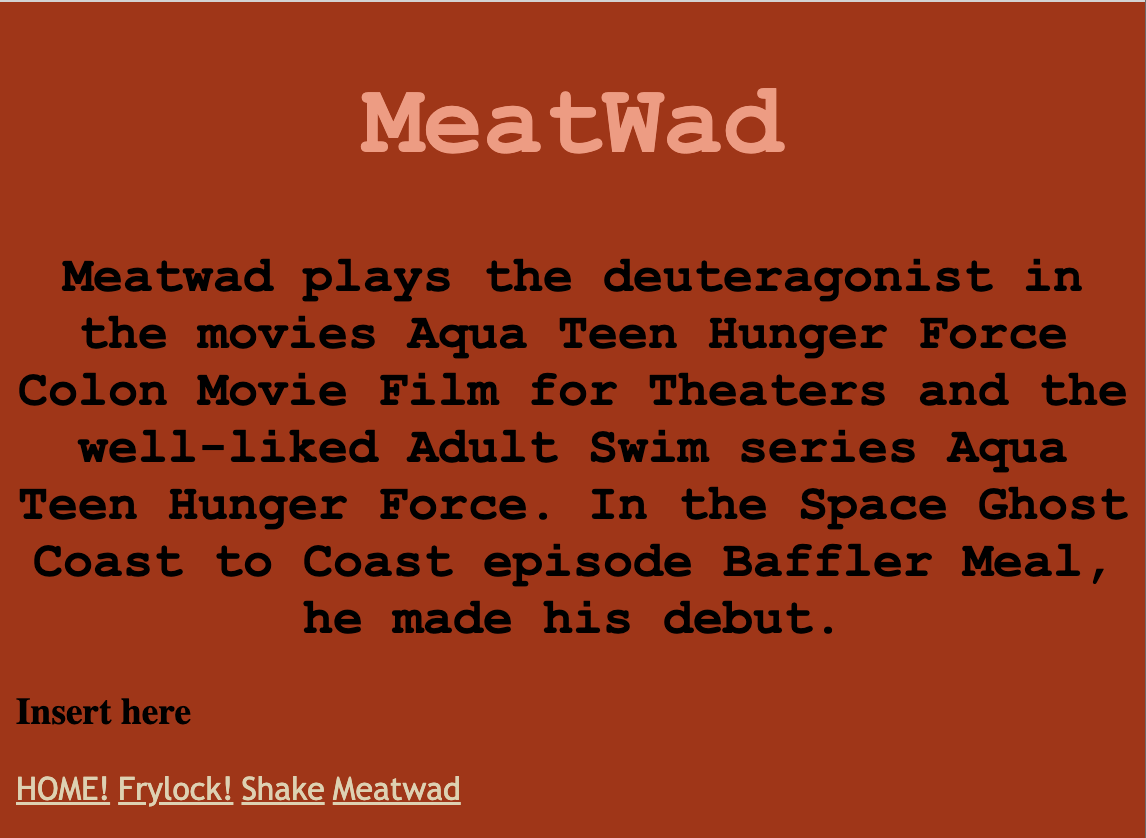 MeatWad
Meatwad plays the deuteragonist in
the movies Aqua Teen Hunger Force
Colon Movie Film for Theaters and the
well-liked Adult Swim series Aqua
Teen Hunger Force. In the Space Ghost
Coast to Coast episode Baffler Meal,
he made his debut.
Insert here
HOME! Frylock! Shake Meatwad